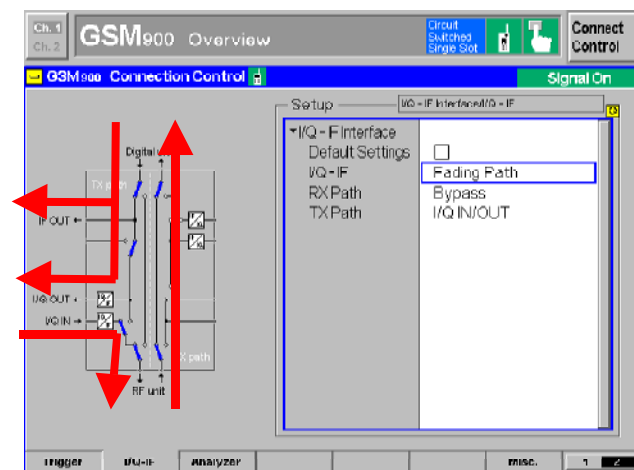 Ch. 1
Ch. 2
GSM900 Overview
Circuit
Switched
Single Slot
Connect
Control
GSM900 Connection Control
Signal On
Setup
I/Q - IF Interface/I/Q - IF
I/Q - IF Interface
Default Settings
I/Q - IF
Fading Path
RX Path
Bypass
TX Path
I/Q IN/OUT
Digital
TX path
IF OUT
I/Q OUT
I/Q IN
path
RF unit
Trigger
I/Q-IF
Analyzer
misc.
1
2